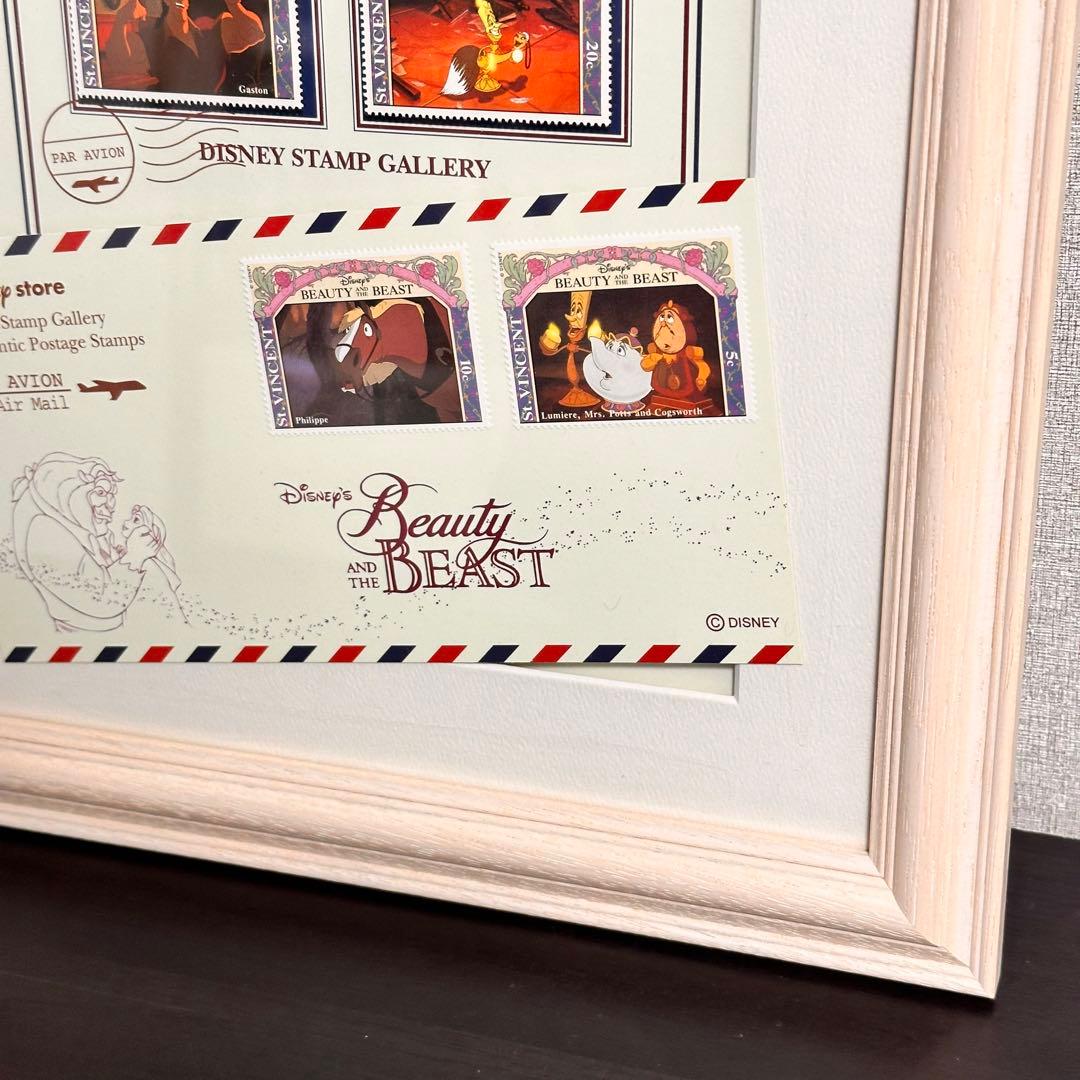 St. VINCENT
2c
Gaston
St. VINCENT
20c
PAR AVION
DISNEY STAMP GALLERY
store
Stamp Gallery
Postage Stamps
AVION
Air Mail
Disney's
BEAUTY AND THE BEAST
St. VINCENT
10c
Philippe
Disney's
BEAUTY AND THE BEAST
St. VINCENT
5c
Lumiere, Mrs. Potts and Cogsworth
DISNEY'S
Beauty
AND THE BEAST
© DISNEY